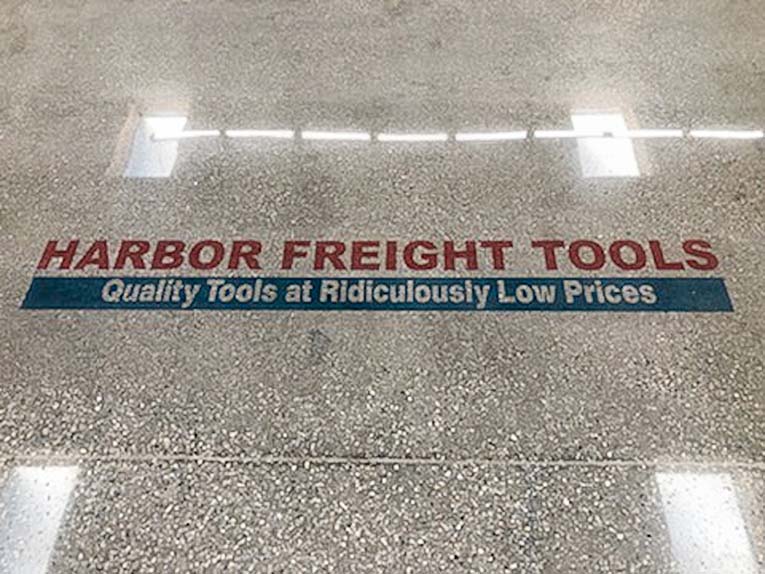 HARBOR FREIGHT TOOLS
Quality Tools at Ridiculously Low Prices